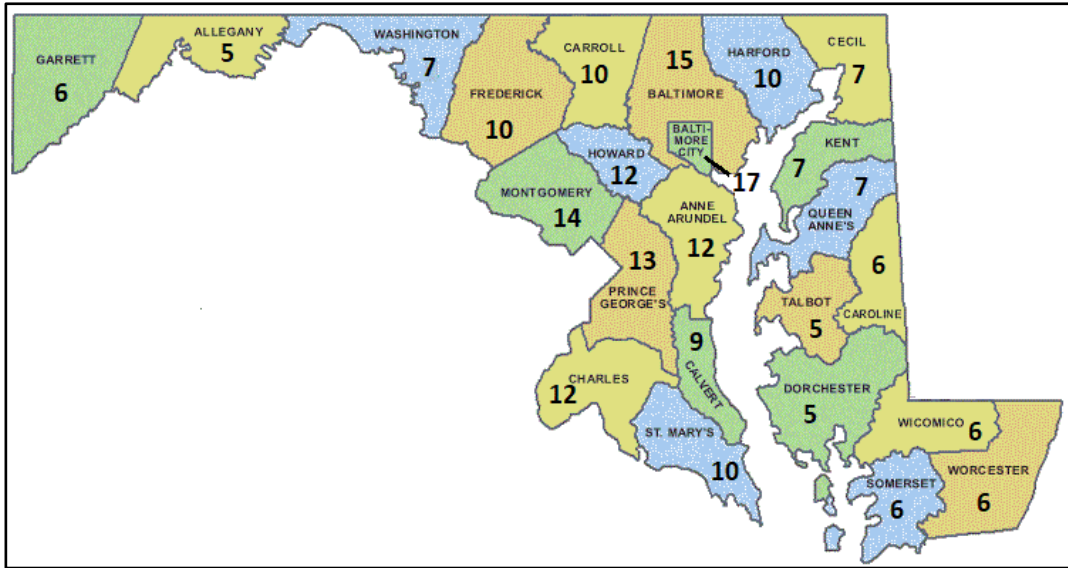 GARRETT
6
ALLEGANY
5
WASHINGTON
7
FREDERICK
10
CARROLL
10
15
BALTIMORE
HARFORD
10
CECIL
7
BALTI-
MORE
CITY
17
KENT
7
HOWARD
12
MONTGOMERY
14
ANNE
ARUNDEL
12
7
QUEEN
ANNE'S
13
PRINCE
GEORGE'S
6
CAROLINE
TALBOT
5
9
CALVERT
CHARLES
12
DORCHESTER
5
ST. MARY'S
10
WICOMICO 6
SOMERSET
6
WORCESTER
6